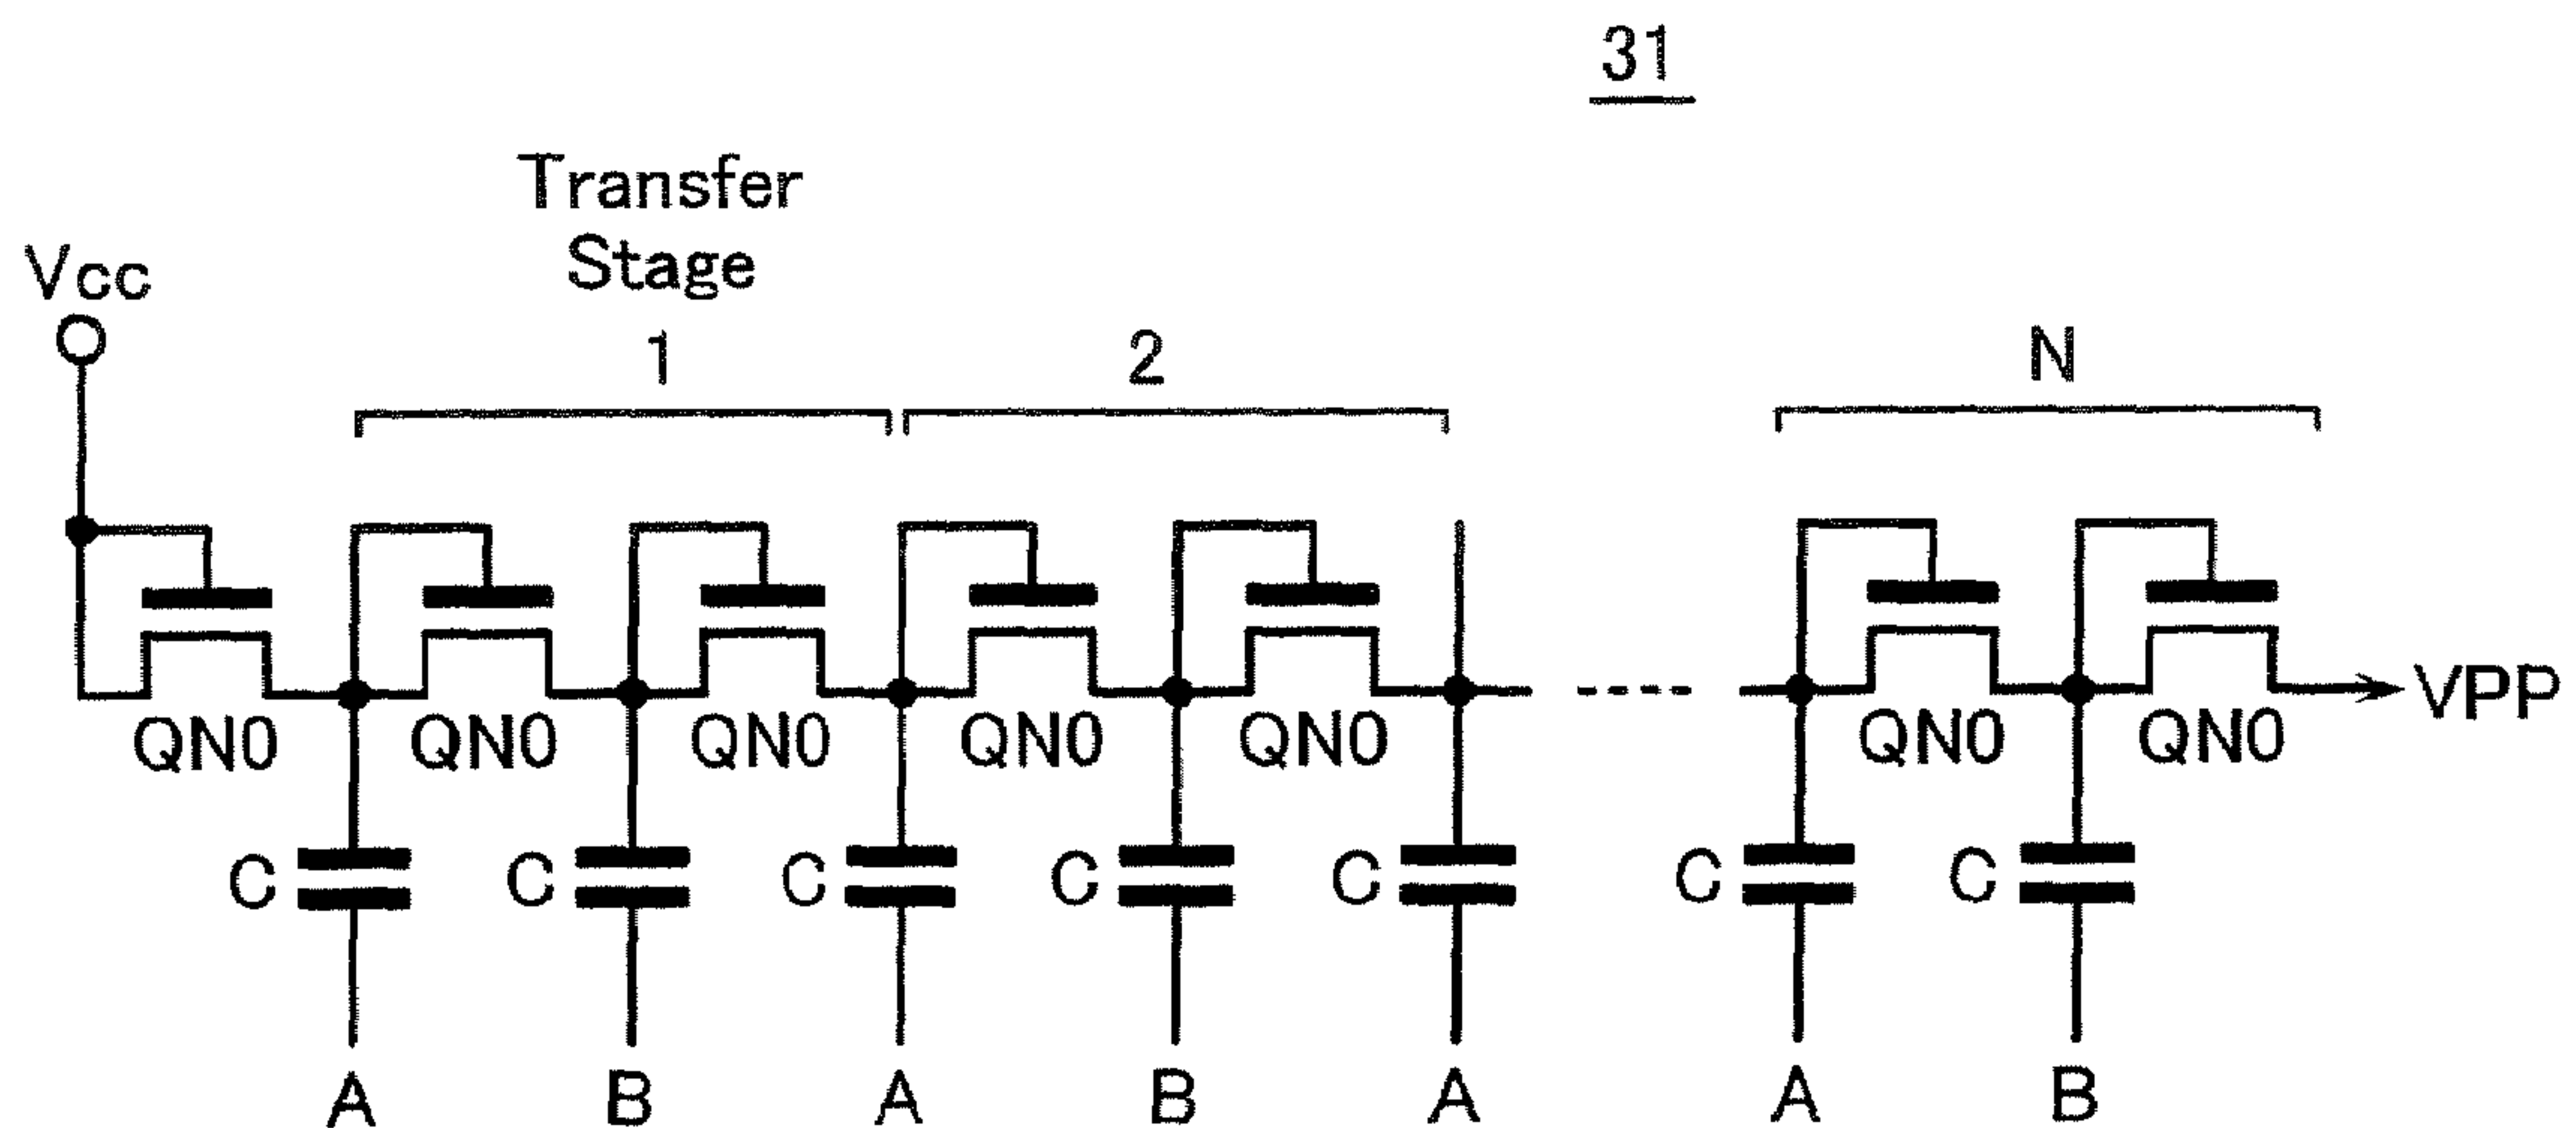 31
Transfer
Stage
Vcc
1 2 N
QN0 QN0 QN0 QN0 QN0 QN0 QN0 VPP
C C C C C C C
A B A B A A B